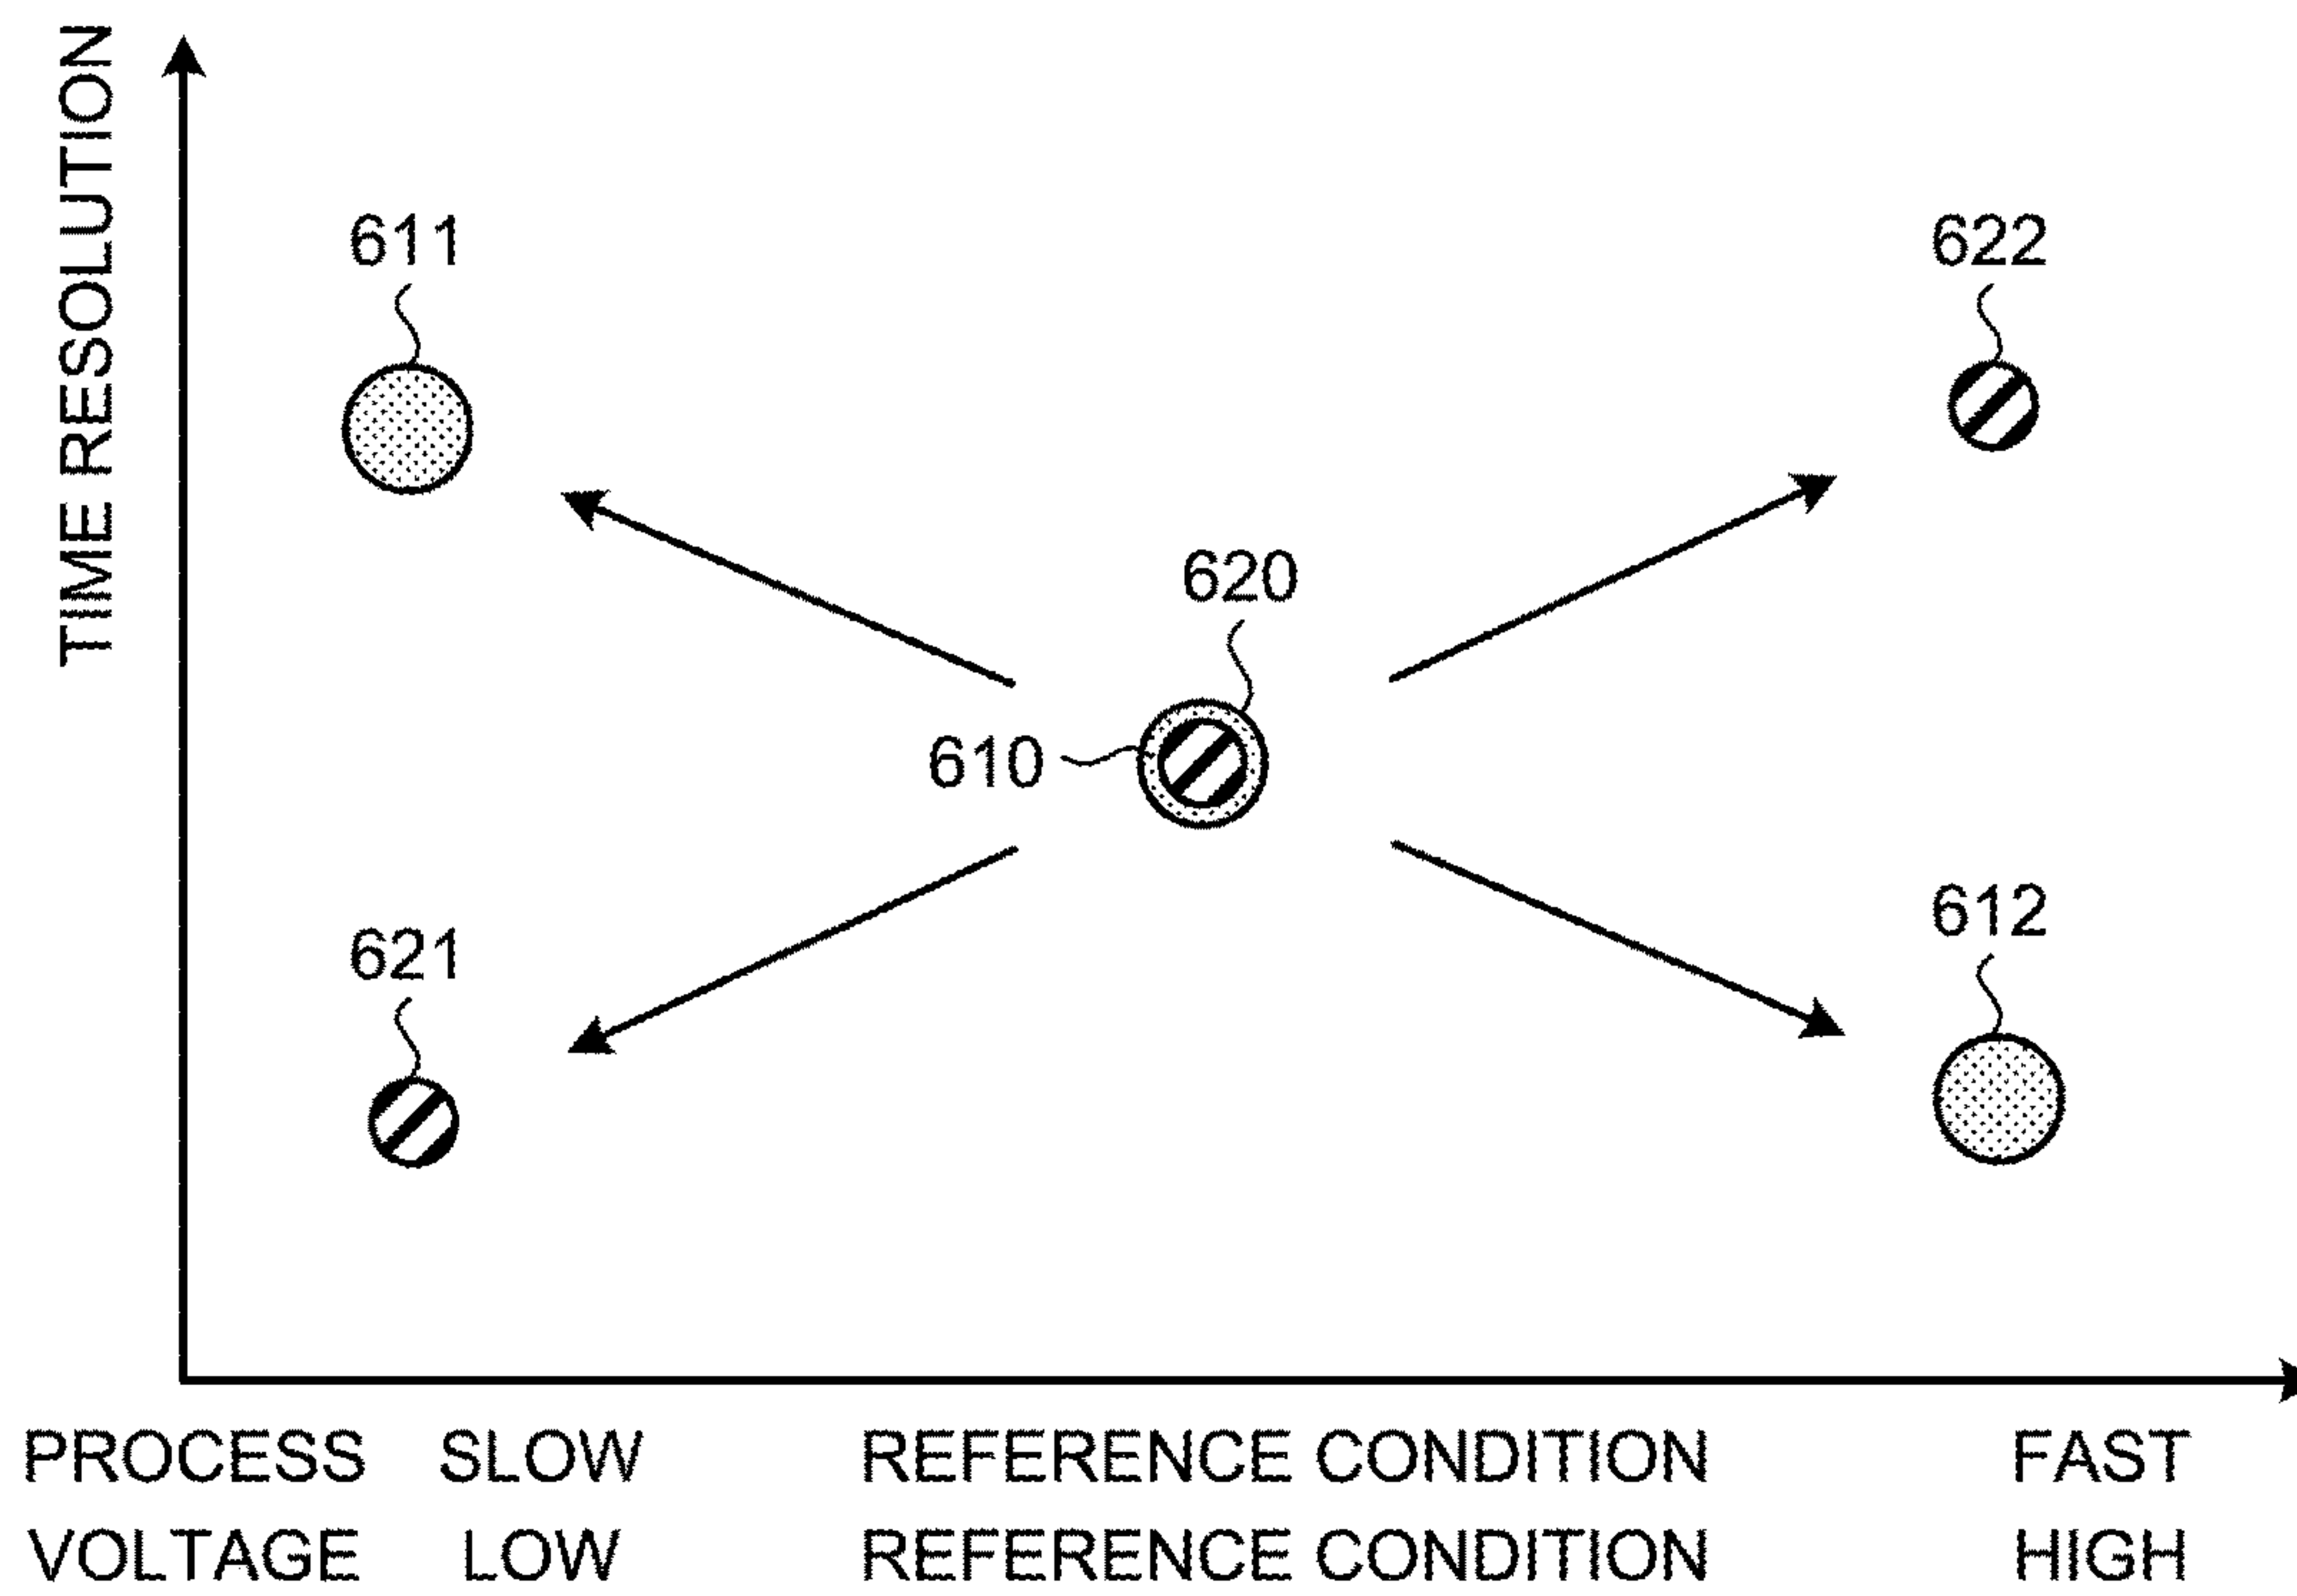 TIME RESOLUTION
611
622
620
610
621
612
PROCESS SLOW REFERENCE CONDITION FAST
VOLTAGE LOW REFERENCE CONDITION HIGH